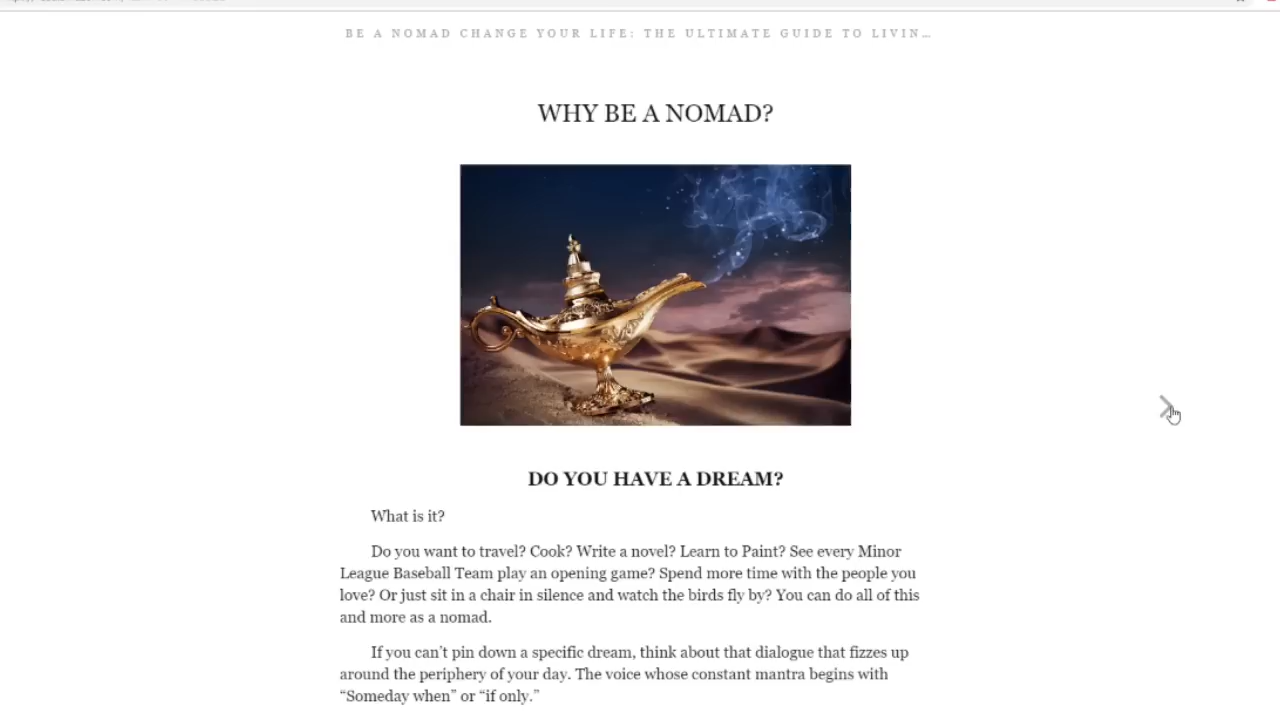 BE A NOMAD CHANGE YOUR LIFE: THE ULTIMATE GUIDE TO LIVIN…
WHY BE A NOMAD?
DO YOU HAVE A DREAM?
What is it?
Do you want to travel? Cook? Write a novel? Learn to Paint? See every Minor
League Baseball Team play an opening game? Spend more time with the people you
love? Or just sit in a chair in silence and watch the birds fly by? You can do all of this
and more as a nomad.
If you can’t pin down a specific dream, think about that dialogue that fizzes up
around the periphery of your day. The voice whose constant mantra begins with
“Someday when” or “if only.”